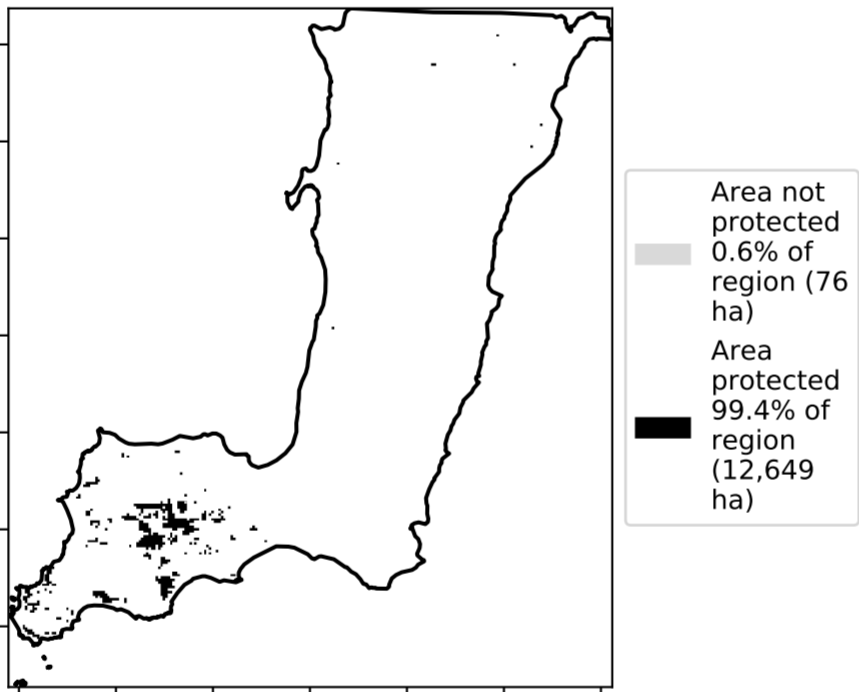 Area not
protected
0.6% of
region (76
ha)
Area
protected
99.4% of
region
(12,649
ha)